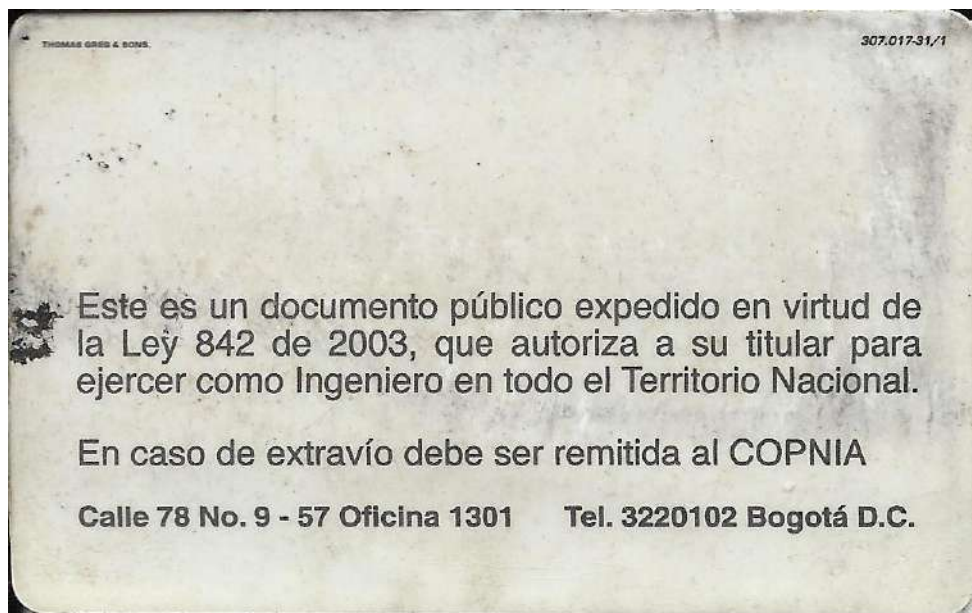 THOMAS GREG & SONS.
307.017-31/1
Este es un documento público expedido en virtud de
la Ley 842 de 2003, que autoriza a su titular para
ejercer como Ingeniero en todo el Territorio Nacional.
En caso de extravío debe ser remitida al COPNIA
Calle 78 No. 9 - 57 Oficina 1301 Tel. 3220102 Bogotá D.C.